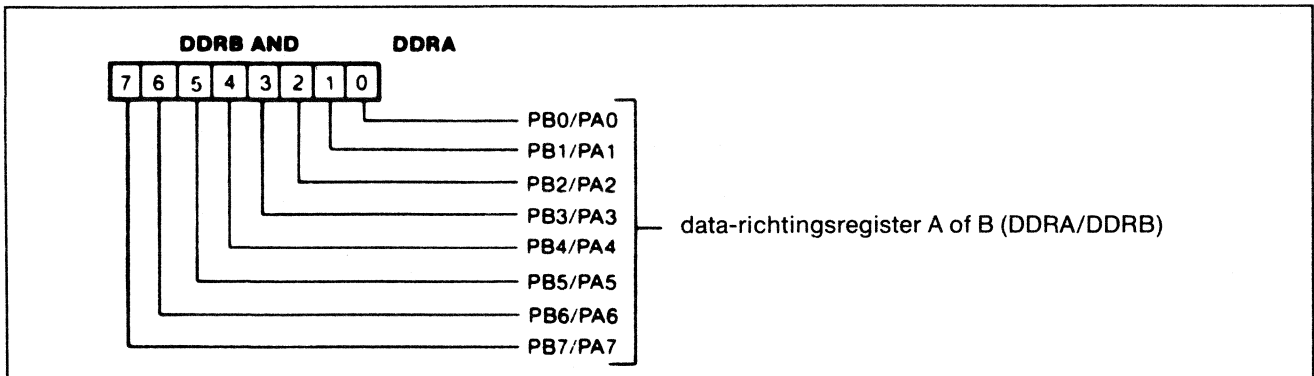 DDRB AND DDRA
7 6 5 4 3 2 1 0
PB0/PA0
PB1/PA1
PB2/PA2
PB3/PA3
data-richtingsregister A of B (DDRA/DDRB)
PB4/PA4
PB5/PA5
PB6/PA6
PB7/PA7